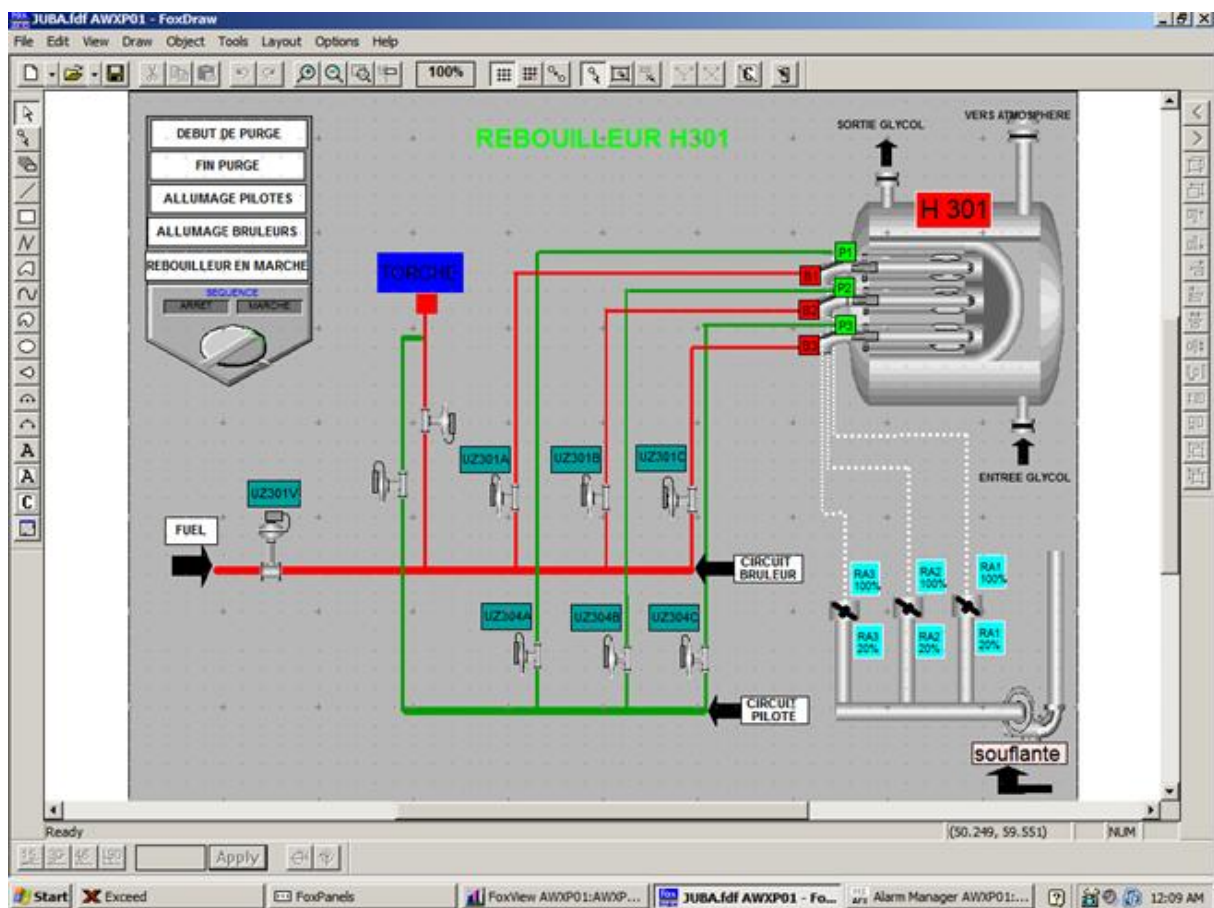 JUBA.fdf AWXP01 - FoxDraw
File Edit View Draw Object Tools Layout Options Help
100%
DEBUT DE PURGE
FIN PURGE
ALLUMAGE PILOTES
ALLUMAGE BRULEURS
REBOUILLEUR EN MARCHE
SEQUENCE
ARRET MARCHE
REBOUILLEUR H301
SORTIE GLYCOL
VERS ATMOSPHERE
H 301
TORCHE
P1
B1
P2
B2
P3
B3
UZ301A
UZ301B
UZ301C
UZ301V
ENTREE GLYCOL
FUEL
CIRCUIT
BRULEUR
RA3
100%
RA2
100%
RA1
100%
UZ304A
UZ304B
UZ304C
RA3
20%
RA2
20%
RA1
20%
CIRCUIT
PILOTE
souflante
Ready
(50.249, 59.551)
NUM
Apply
Start
Exceed
FoxPanels
FoxView AWXP01:AWXP...
JUBA.fdf AWXP01 - Fo...
Alarm Manager AWXP01:...
12:09 AM